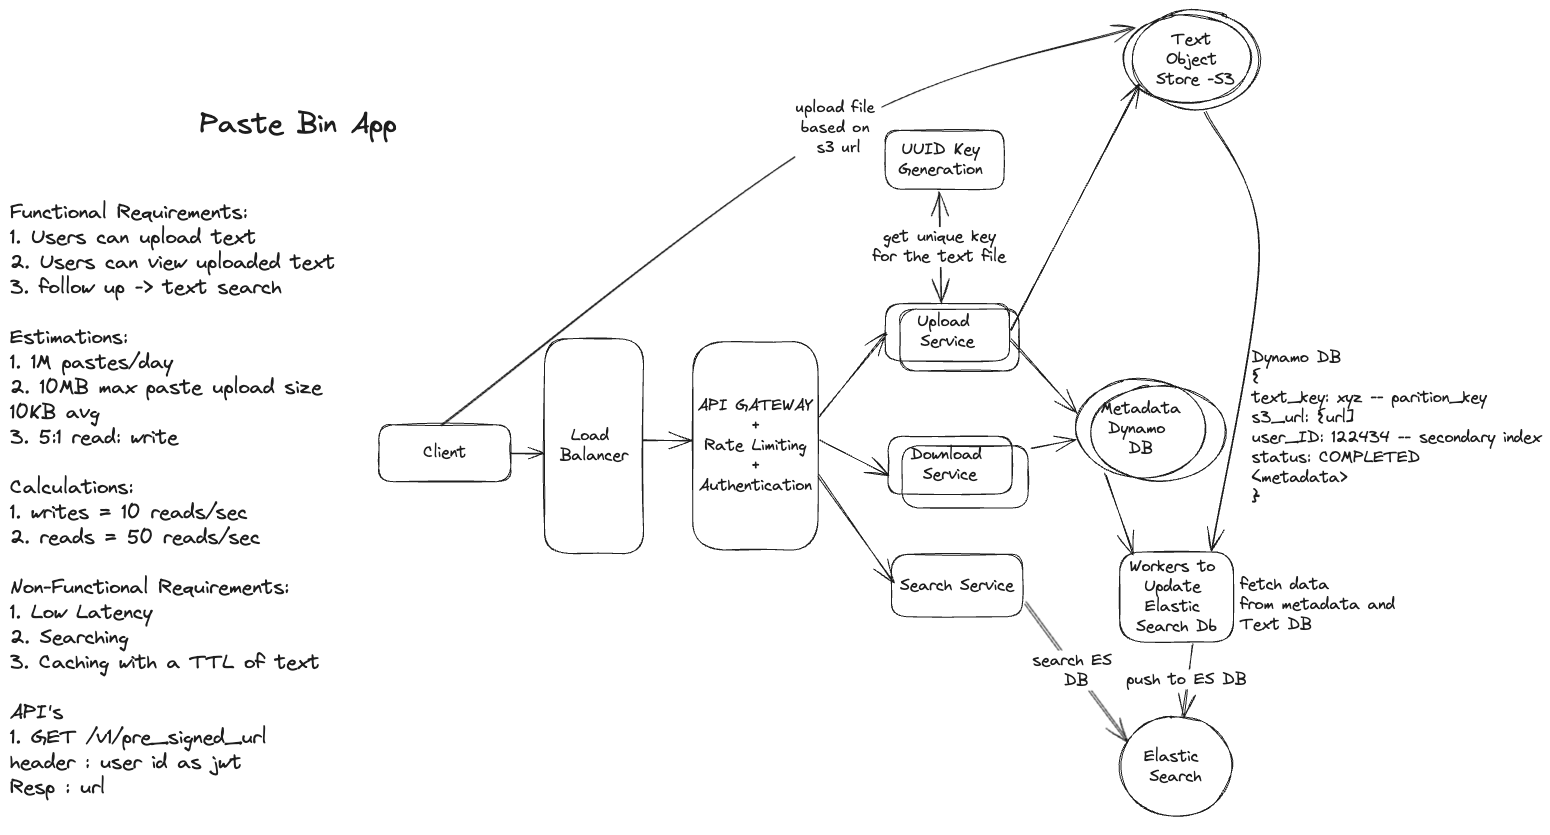 Paste Bin App
Functional Requirements:
1. Users can upload text
2. Users can view uploaded text
3. follow up -> text search
Estimations:
1. 1M pastes/day
2. 10MB max paste upload size
10KB avg
3. 5:1 read: write
Calculations:
1. writes = 10 reads/sec
2. reads = 50 reads/sec
Non-Functional Requirements:
1. Low Latency
2. Searching
3. Caching with a TTL of text
API's
1. GET /v1/pre_signed_url
header : user id as jwt
Resp : url
Client
Load
Balancer
API GATEWAY
+
Rate Limiting
+
Authentication
upload file
based on
s3 url
UUID Key
Generation
get unique key
for the text file
Upload
Service
Download
Service
Search Service
Text
Object
Store -S3
Metadata
Dynamo
DB
Dynamo DB
{
text_key: xyz -- parition_key
s3_url: {url]
user_ID: 122434 -- secondary index
status: COMPLETED
<metadata>
}
Workers to
Update
Elastic
Search Db
fetch data
from metadata and
Text DB
search ES
DB
push to ES DB
Elastic
Search